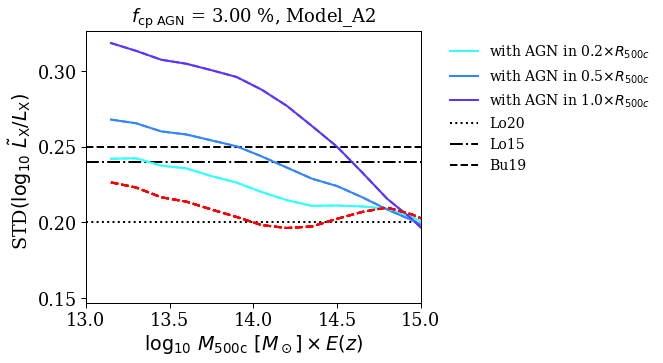 f_cp AGN = 3.00 %, Model_A2
STD(log₁₀ L̃_X/L_X)
0.30
0.25
0.20
0.15
13.0 13.5 14.0 14.5 15.0
log₁₀ M_500c [M_⊙] × E(z)
with AGN in 0.2×R_500c
with AGN in 0.5×R_500c
with AGN in 1.0×R_500c
Lo20
Lo15
Bu19